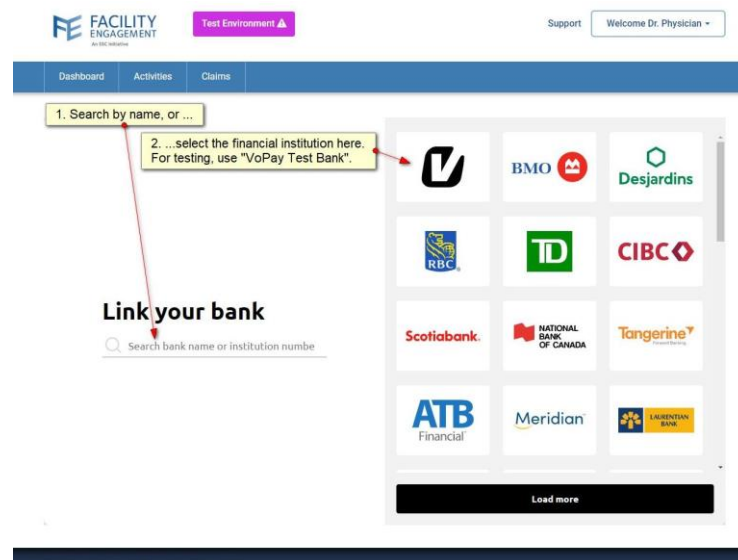 FACILITY
ENGAGEMENT
An SSC Initiative
Test Environment
Support
Welcome Dr. Physician
Dashboard
Activities
Claims
1. Search by name, or ...
2. ...select the financial institution here.
For testing, use "VoPay Test Bank".
BMO
Desjardins
RBC
TD
CIBC
Link your bank
Search bank name or institution numbe
Scotiabank
NATIONAL
BANK
OF CANADA
Tangerine
Forward Banking
ATB
Financial
Meridian
LAURENTIAN
BANK
Load more